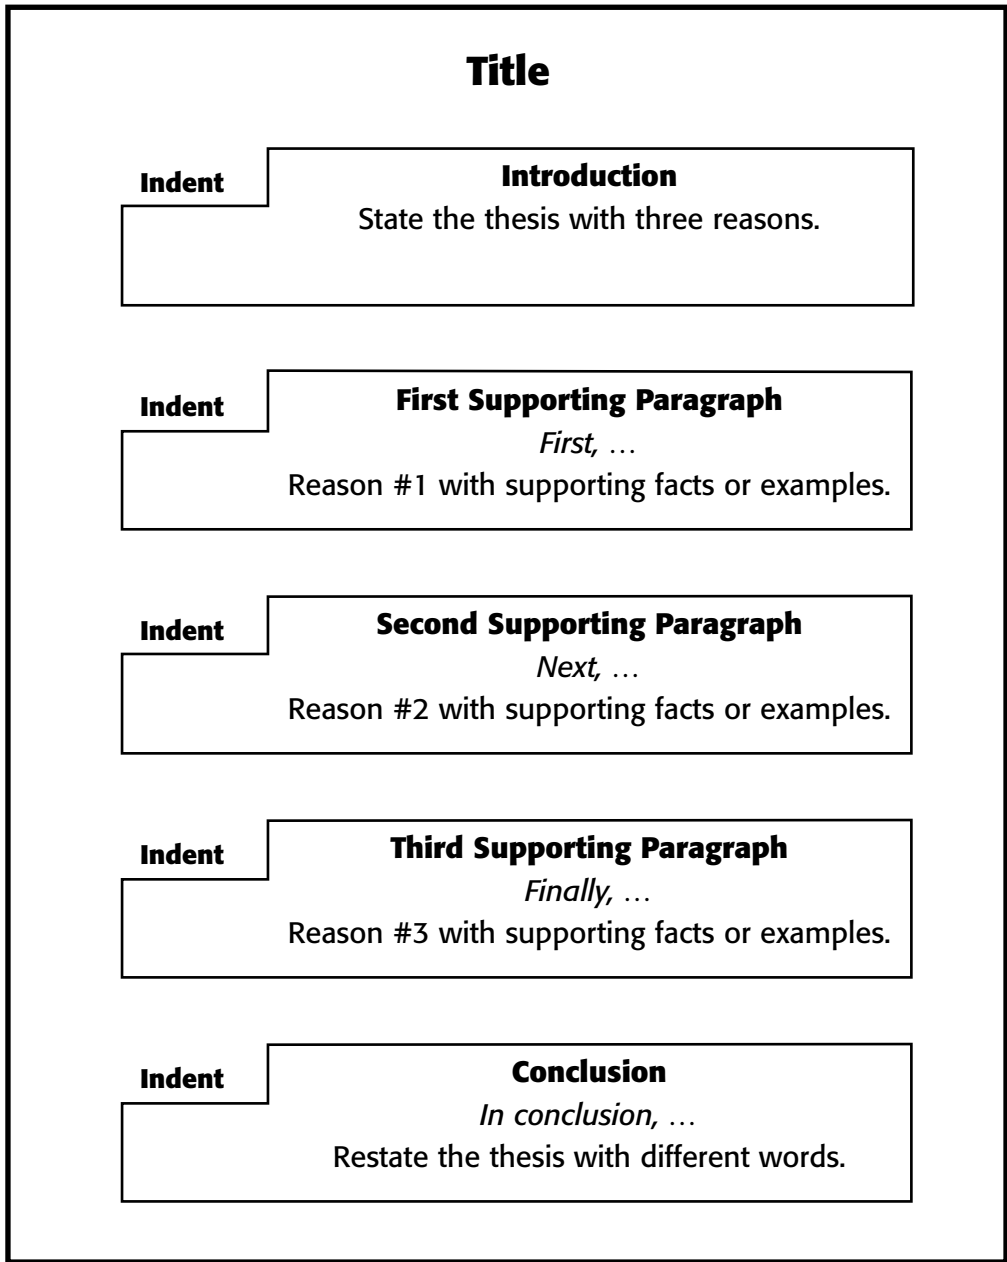 Title
Indent
Introduction
State the thesis with three reasons.
Indent
First Supporting Paragraph
First, …
Reason #1 with supporting facts or examples.
Indent
Second Supporting Paragraph
Next, …
Reason #2 with supporting facts or examples.
Indent
Third Supporting Paragraph
Finally, …
Reason #3 with supporting facts or examples.
Indent
Conclusion
In conclusion, …
Restate the thesis with different words.